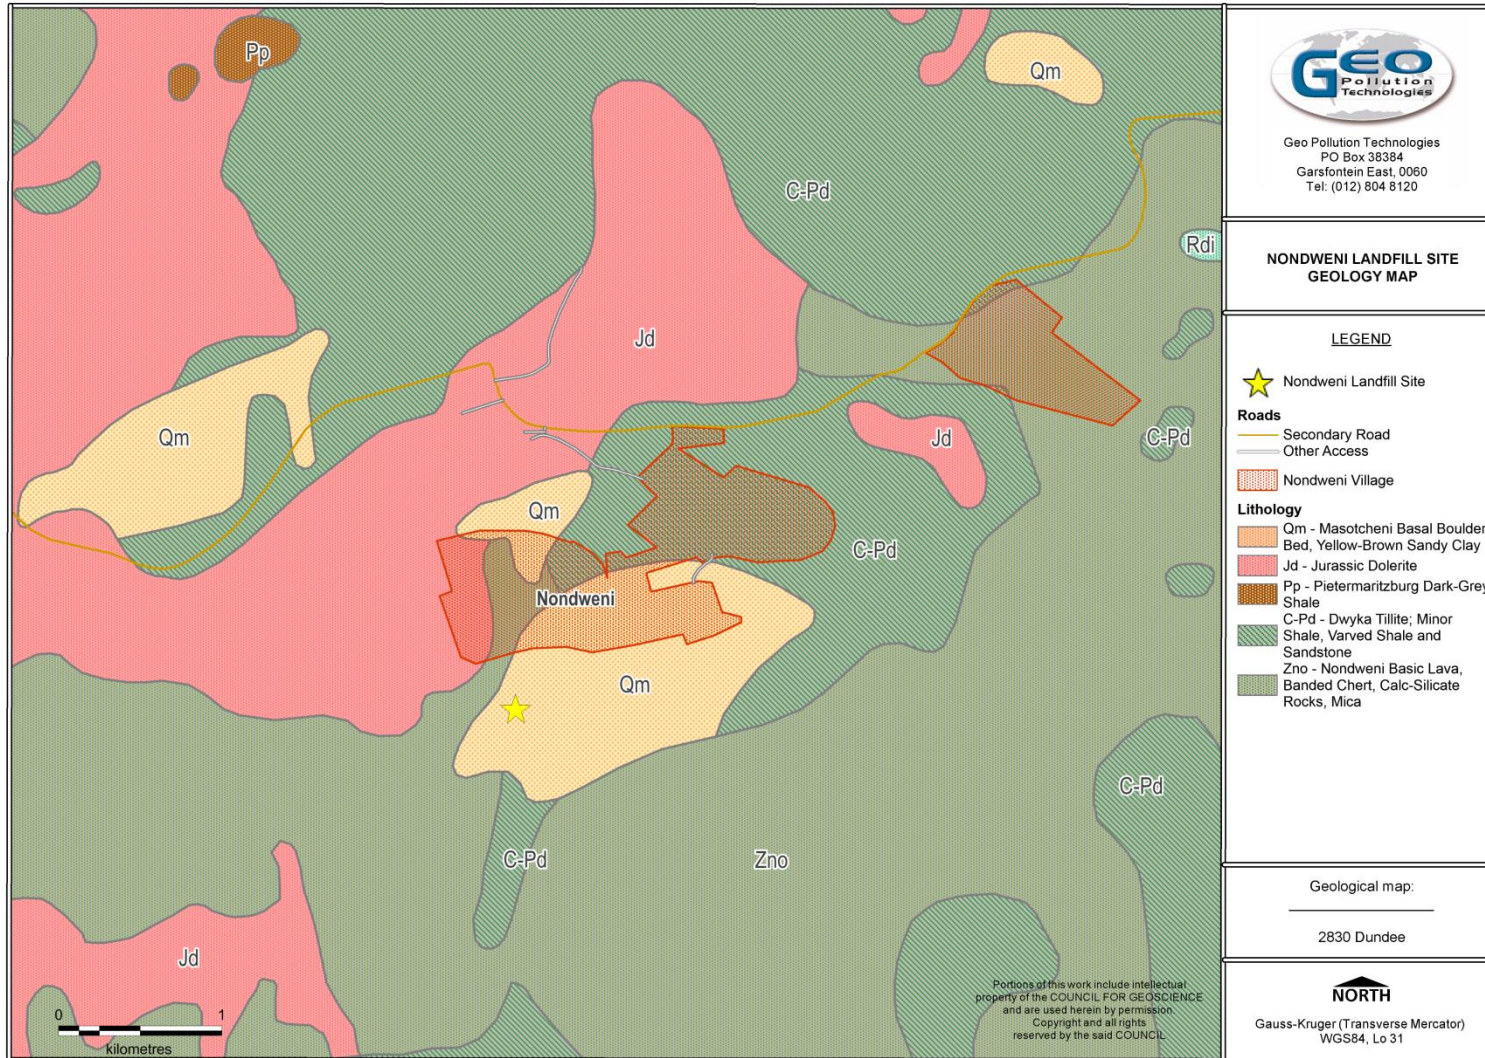 Pp
Qm
C-Pd
Rdi
Jd
Qm
Jd
C-Pd
Qm
C-Pd
Nondweni
Qm
C-Pd
C-Pd
Zno
Jd
0 1
kilometres
Portions of this work include intellectual
property of the COUNCIL FOR GEOSCIENCE
and are used herein by permission.
Copyright and all rights
reserved by the said COUNCIL
GEO
Pollution
Technologies
Geo Pollution Technologies
PO Box 38384
Garsfontein East, 0060
Tel: (012) 804 8120
NONDWENI LANDFILL SITE
GEOLOGY MAP
LEGEND
Nondweni Landfill Site
Roads
Secondary Road
Other Access
Nondweni Village
Lithology
Qm - Masotcheni Basal Boulder
Bed, Yellow-Brown Sandy Clay
Jd - Jurassic Dolerite
Pp - Pietermaritzburg Dark-Grey
Shale
C-Pd - Dwyka Tillite; Minor
Shale, Varved Shale and
Sandstone
Zno - Nondweni Basic Lava,
Banded Chert, Calc-Silicate
Rocks, Mica
Geological map:
2830 Dundee
NORTH
Gauss-Kruger (Transverse Mercator)
WGS84, Lo 31